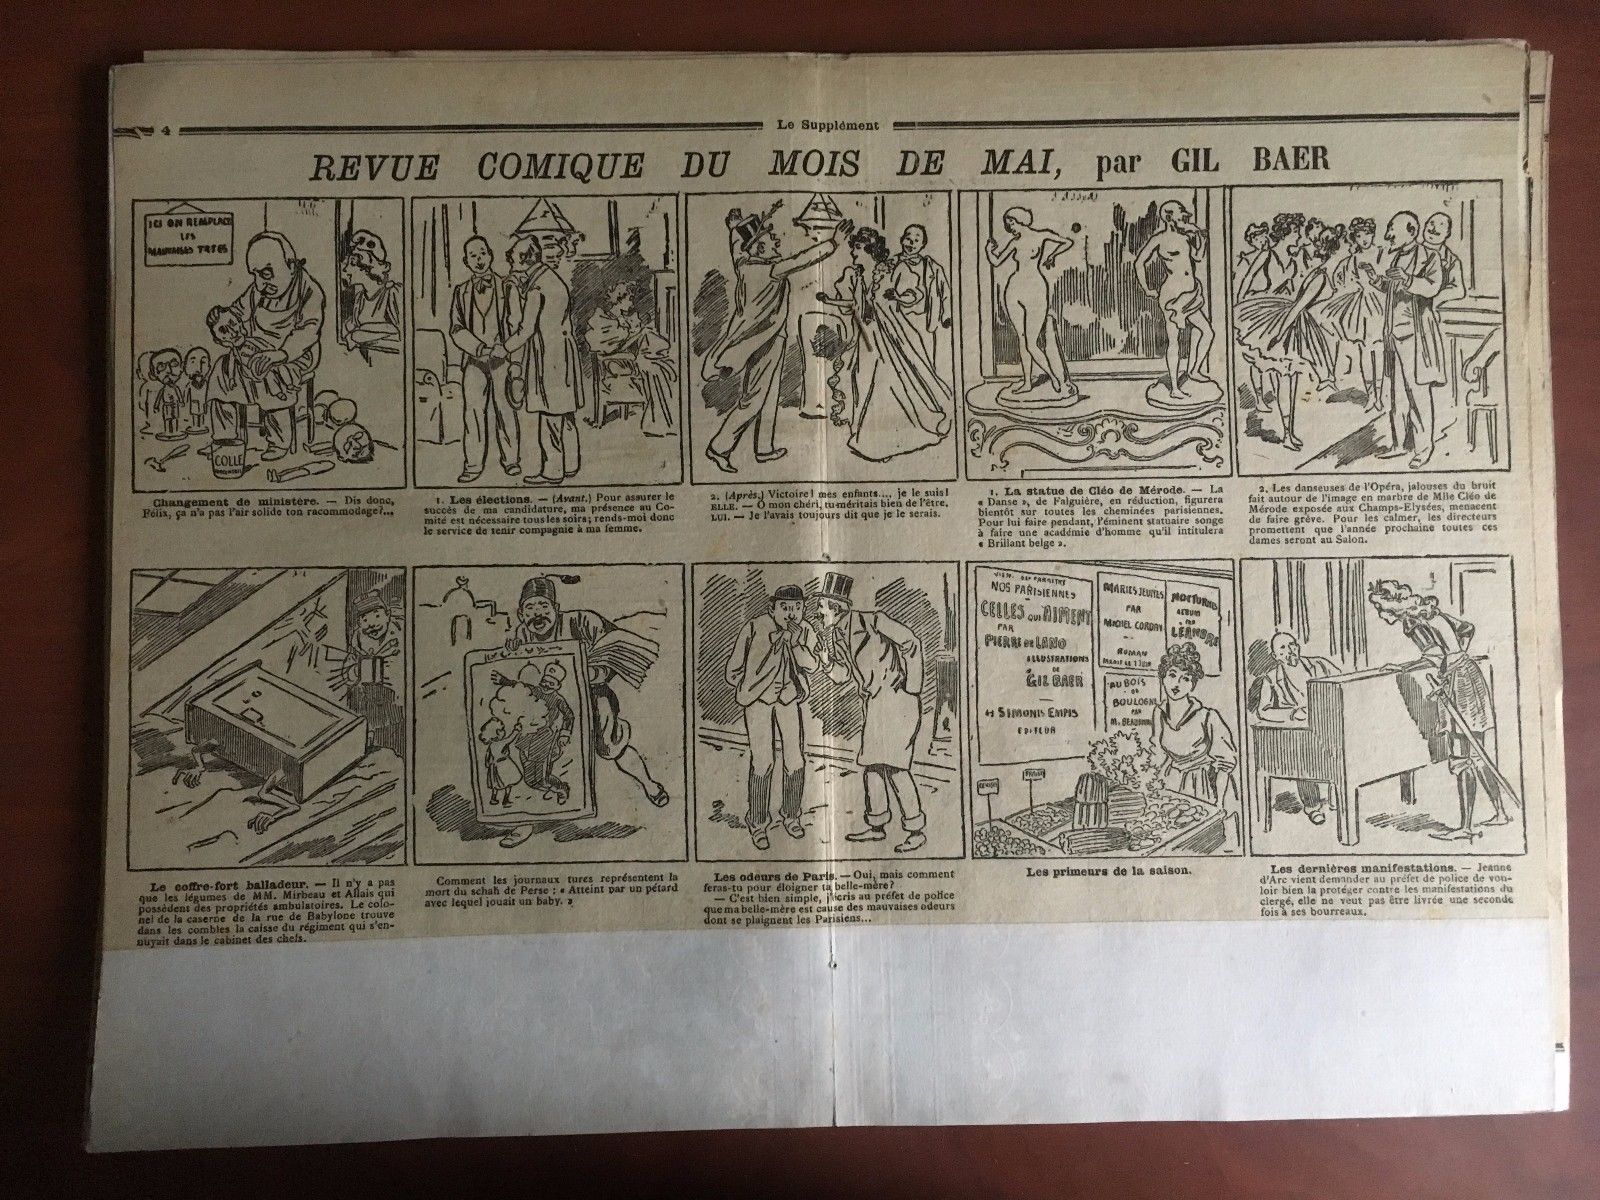 4
Le Supplément
REVUE COMIQUE DU MOIS DE MAI, par GIL BAER
ICI ON REMPLACE
LES
MAUVAISES TÊTES
COLLE
Changement de ministère. — Dis donc,
Félix, ça n'a pas l'air solide ton racommodage?...
1. Les élections. — (Avant.) Pour assurer le
succès de ma candidature, ma présence au Co-
mité est nécessaire tous les soirs; rends-moi donc
le service de tenir compagnie à ma femme.
2. (Après.) Victoire! mes enfants.... je le suis!
ELLE. — O mon chéri, tu méritais bien de l'être.
LUI. — Je l'avais toujours dit que je le serais.
1. La statue de Cléo de Mérode. — La
« Danse », de Falguière, en réduction, figurera
bientôt sur toutes les cheminées parisiennes.
Pour lui faire pendant, l'éminent statuaire songe
à faire une académie d'homme qu'il intitulera
« Brillant belge ».
2. Les danseuses de l'Opéra, jalouses du bruit
fait autour de l'image en marbre de Mlle Cléo de
Mérode exposée aux Champs-Elysées, menacent
de faire grève. Pour les calmer, les directeurs
promettent que l'année prochaine toutes ces
dames seront au Salon.
VIENT DE PARAITRE
NOS PARISIENNES
CELLES QUI AIMENT
PAR
PIERRE DE LANO
ILLUSTRATIONS
DE
GIL BAER
SIMONIS EMPIS
EDITEUR
MARIÉS JEUNES
PAR
MICHEL CORDAY
ROMAN
NOCTURNES
ALBUM
PAR
LÉANDRE
AU BOIS
DE
BOULOGNE
PAR
Le coffre-fort balladeur. — Il n'y a pas
que les légumes de MM. Mirbeau et Allais qui
possèdent des propriétés ambulatoires. Le colo-
nel de la caserne de la rue de Babylone trouve
dans les combles la caisse du régiment qui s'en-
nuyait dans le cabinet des chefs.
Comment les journaux turcs représentent la
mort du schah de Perse : « Atteint par un pétard
avec lequel jouait un baby. »
Les odeurs de Paris. — Oui, mais comment
feras-tu pour éloigner ta belle-mère?
— C'est bien simple, j'écris au préfet de police
que ma belle-mère est cause des mauvaises odeurs
dont se plaignent les Parisiens...
Les primeurs de la saison.
Les dernières manifestations. — Jeanne
d'Arc vient demander au préfet de police de vou-
loir bien la protéger contre les manifestations du
clergé, elle ne veut pas être livrée une seconde
fois à ses bourreaux.